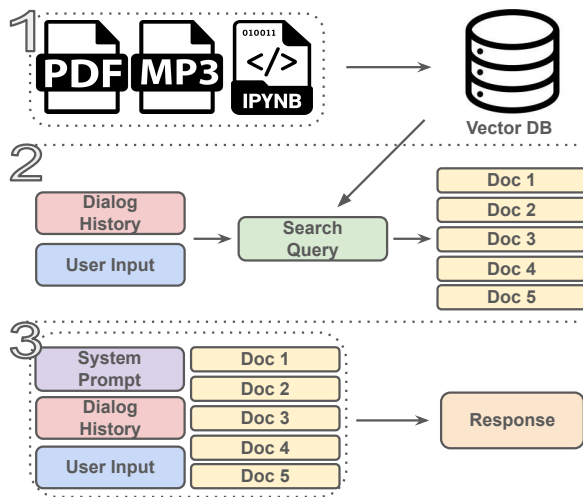 1
PDF
MP3
010011
</>
IPYNB
Vector DB
2
Dialog
History
User Input
Search
Query
Doc 1
Doc 2
Doc 3
Doc 4
Doc 5
3
System
Prompt
Dialog
History
User Input
Doc 1
Doc 2
Doc 3
Doc 4
Doc 5
Response